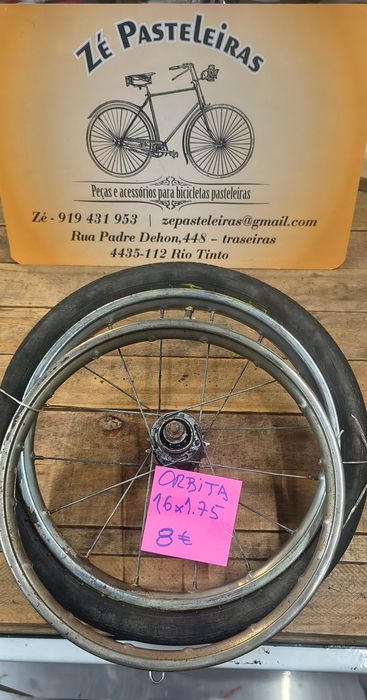 Zé PASTELEIRAS
Peças e acessórios para bicicletas pasteleiras
Zé - 919 431 953 | zepasteleiras@gmail.com
Rua Padre Dehon,448 - traseiras
4435-112 Rio Tinto
ORBITA
16x1.75
8€